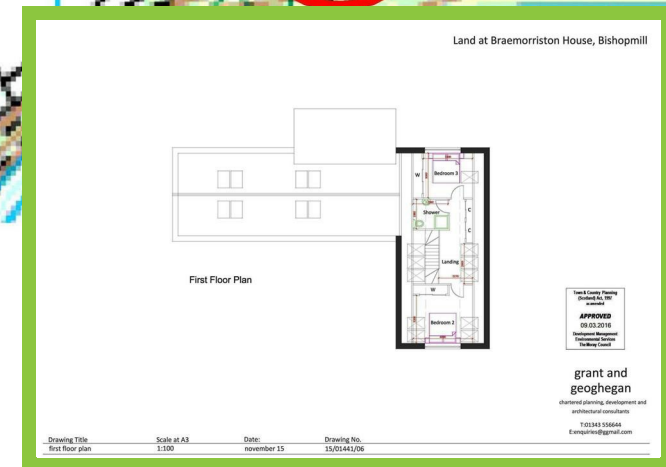 Land at Braemorriston House, Bishopmill
W
Bedroom 3
Shower
C
C
Landing
W
Bedroom 2
First Floor Plan
Town & Country Planning
(Scotland) Act, 1997
as amended
APPROVED
09.03.2016
Development Management
Environmental Services
The Moray Council
grant and
geoghegan
chartered planning, development and
architectural consultants
T:01343 556644
E:enquiries@ggmail.com
Drawing Title Scale at A3 Date: Drawing No.
first floor plan 1:100 november 15 15/01441/06